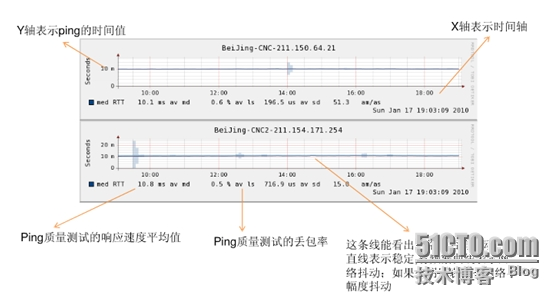 Y轴表示ping的时间值
X轴表示时间轴
BeiJing-CNC-211.150.64.21
Seconds
10:00 12:00 14:00 16:00 18:00
med RTT 10.1 ms av md 0.6 % av ls 196.5 us av sd 51.3 am/as
Sun Jan 17 19:03:09 2010
BeiJing-CNC2-211.154.171.254
Seconds
20 m
10 m
0
10:00 12:00 14:00 16:00 18:00
med RTT 10.8 ms av md 0.5 % av ls 716.9 us av sd 15.0 am/as
Sun Jan 17 19:03:09 2010
Ping质量测试的响应速度平均值
Ping质量测试的丢包率
这条线能看出
直线表示稳定
络抖动；如果
幅度抖动
51CTO.com
技术博客 Blog